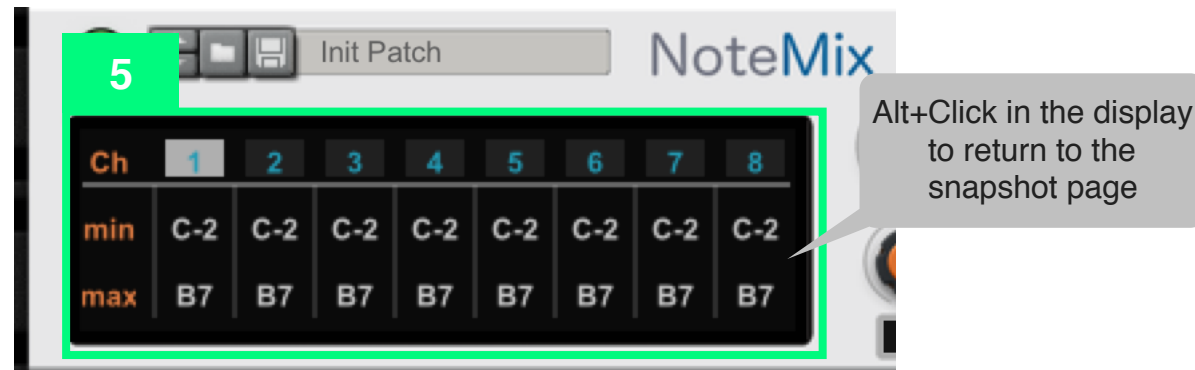 5
Init Patch
NoteMix
Alt+Click in the display
to return to the
snapshot page
Ch 1 2 3 4 5 6 7 8
min C-2 C-2 C-2 C-2 C-2 C-2 C-2 C-2
max B7 B7 B7 B7 B7 B7 B7 B7